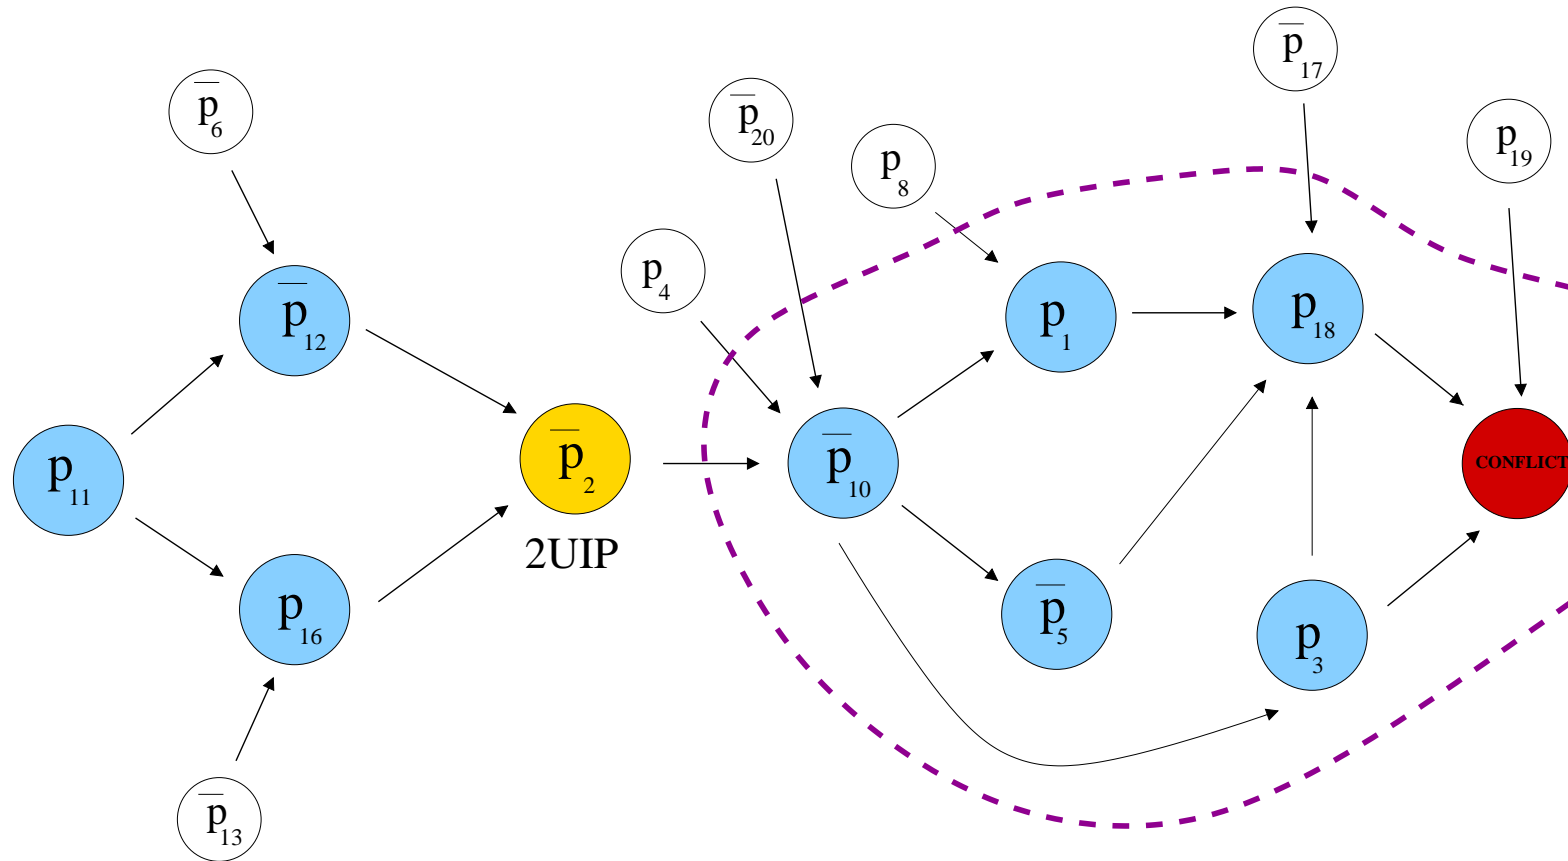 p̅₁₇
p̅₆
p̅₂₀
p₁₉
p₈
p₄
p̅₁₂
p₁
p₁₈
p₁₁
p̅₂
p̅₁₀
CONFLICT
2UIP
p₁₆
p̅₅
p₃
p̅₁₃